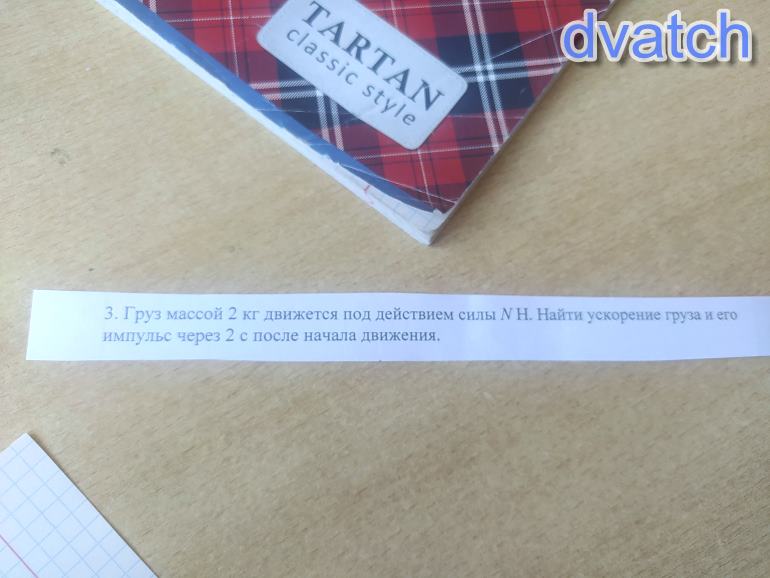 dvatch
TARTAN
classic style
3. Груз массой 2 кг движется под действием силы N Н. Найти ускорение груза и его
импульс через 2 с после начала движения.